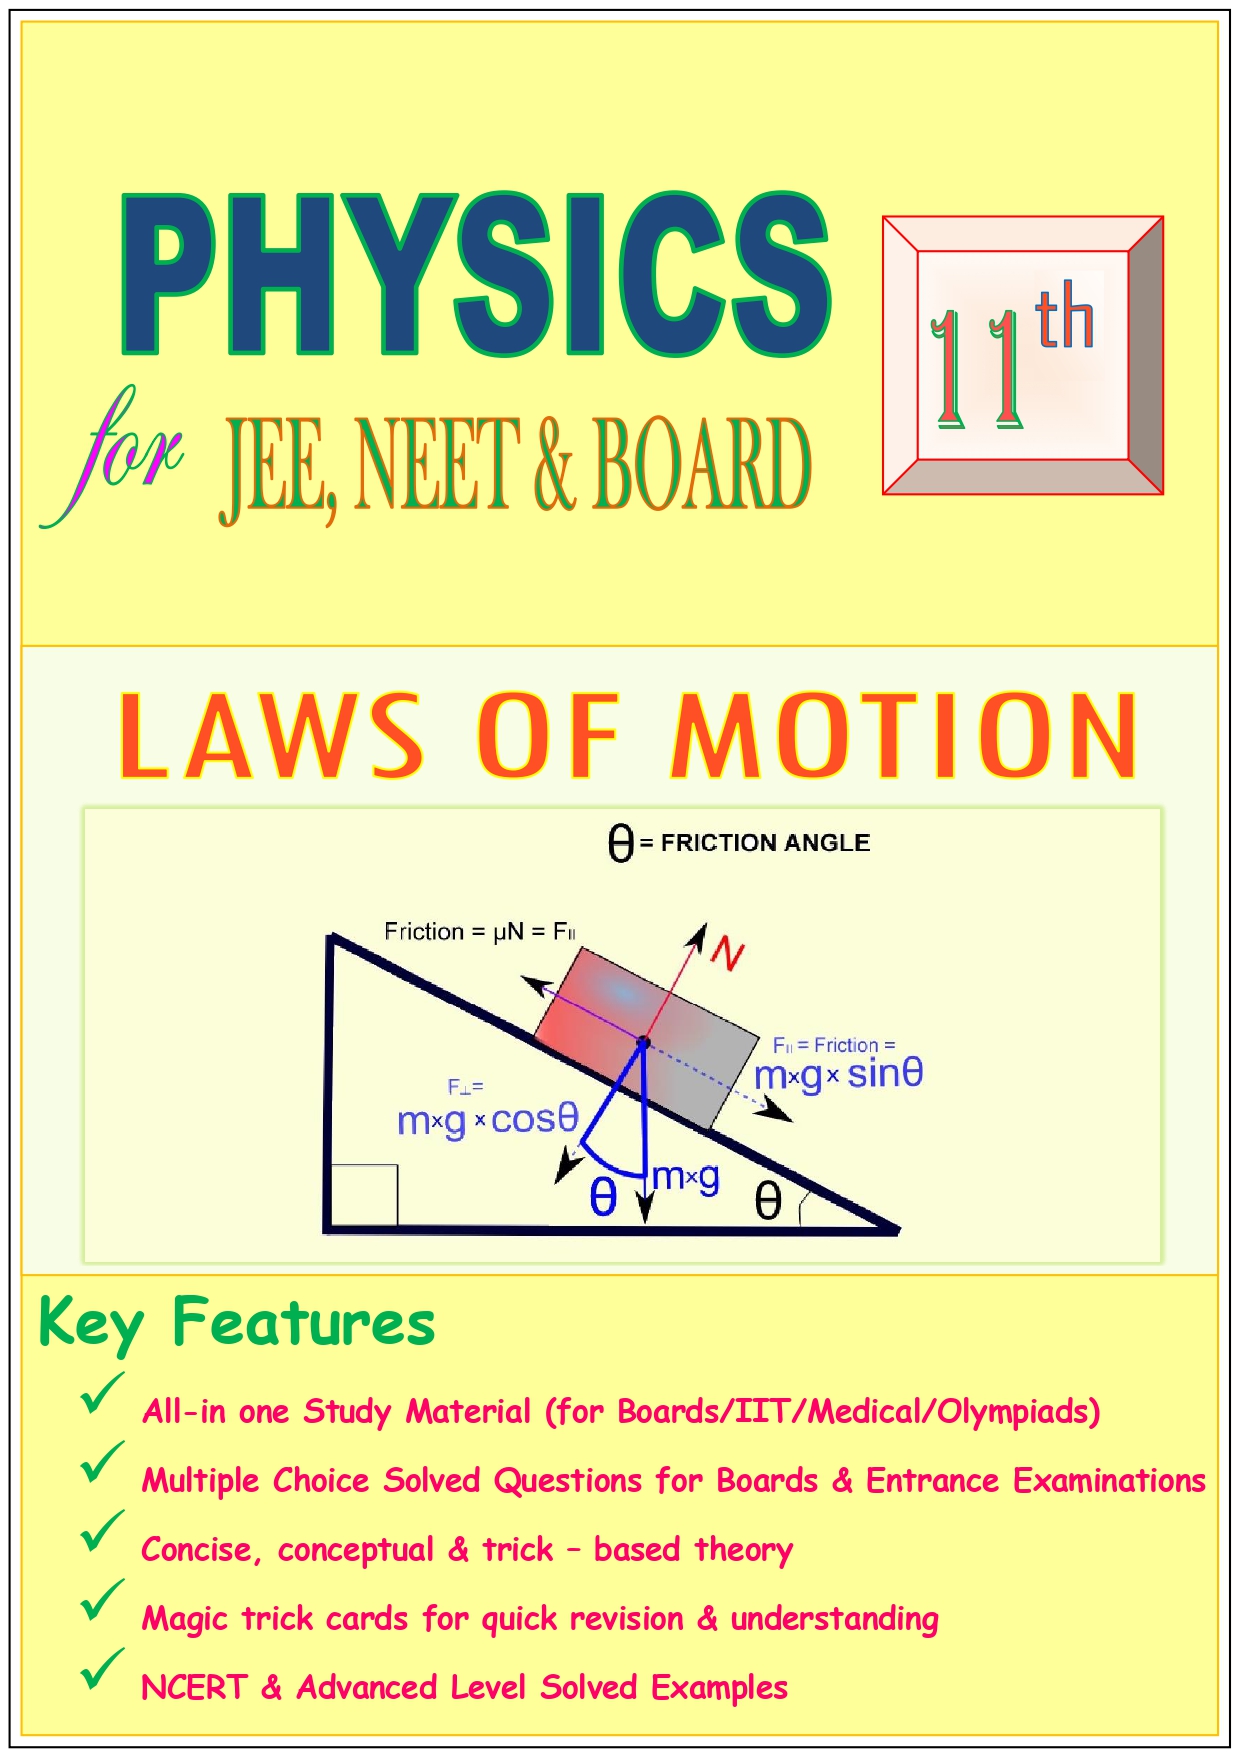 PHYSICS
11th
for JEE, NEET & BOARD
LAWS OF MOTION
θ = FRICTION ANGLE
Friction = μN = F||
N
F|| = Friction =
m×g× sinθ
F⊥=
m×g ×cosθ
m×g
θ
θ
Key Features
✓ All-in one Study Material (for Boards/IIT/Medical/Olympiads)
✓ Multiple Choice Solved Questions for Boards & Entrance Examinations
✓ Concise, conceptual & trick – based theory
✓ Magic trick cards for quick revision & understanding
✓ NCERT & Advanced Level Solved Examples